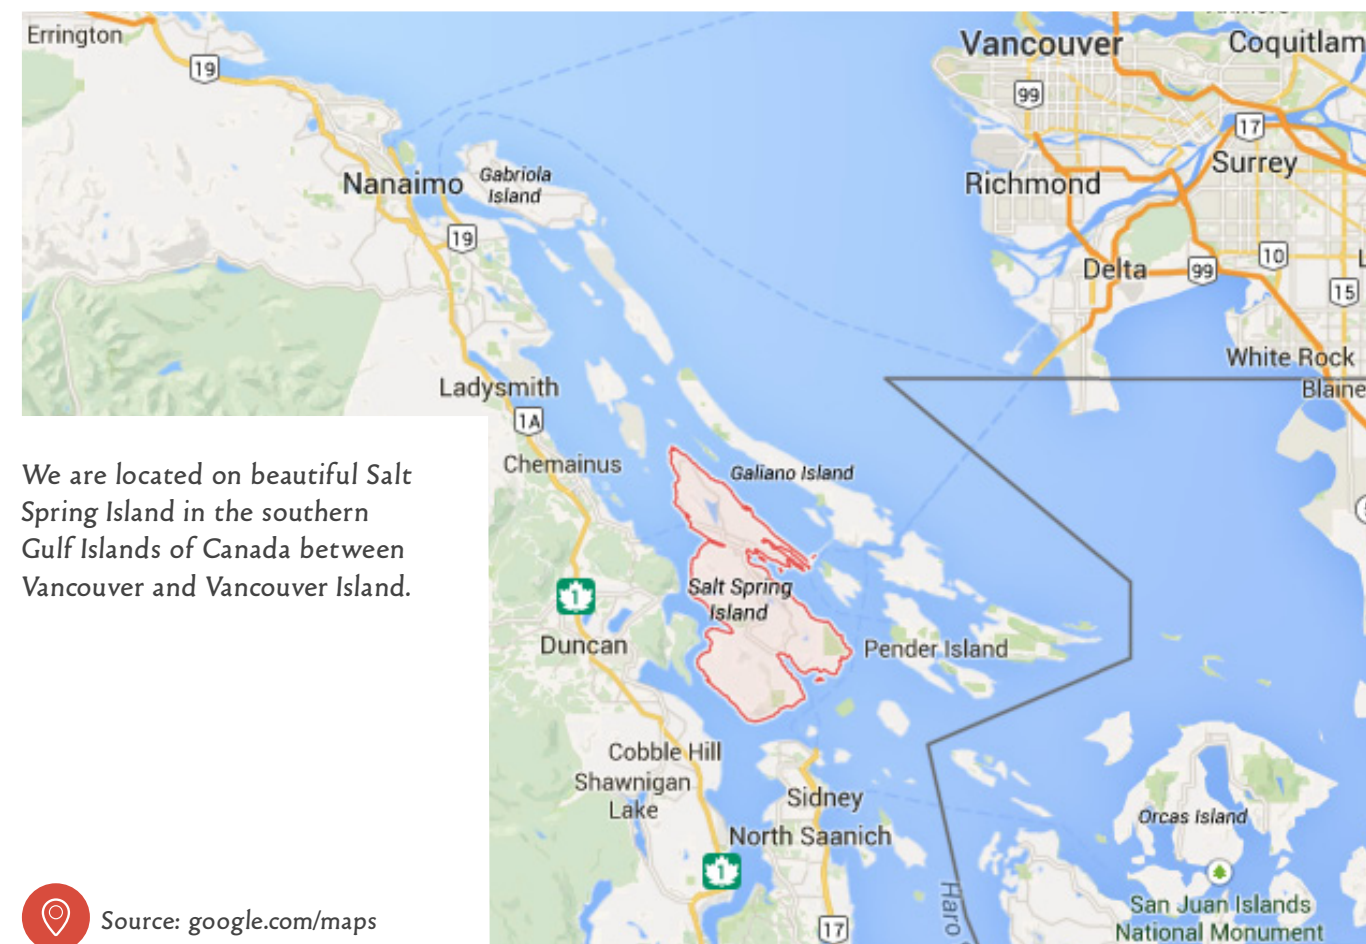 Errington
19
Vancouver
Coquitlam
99
17
Surrey
Nanaimo
Gabriola
Island
Richmond
19
10
Delta
99
15
White Rock
Blaine
Ladysmith
1A
Chemainus
Galiano Island
We are located on beautiful Salt
Spring Island in the southern
Gulf Islands of Canada between
Vancouver and Vancouver Island.
1
Salt Spring
Island
Duncan
Pender Island
Cobble Hill
Shawnigan
Lake
Sidney
North Saanich
Orcas Island
1
Haro
San Juan Islands
National Monument
17
Source: google.com/maps